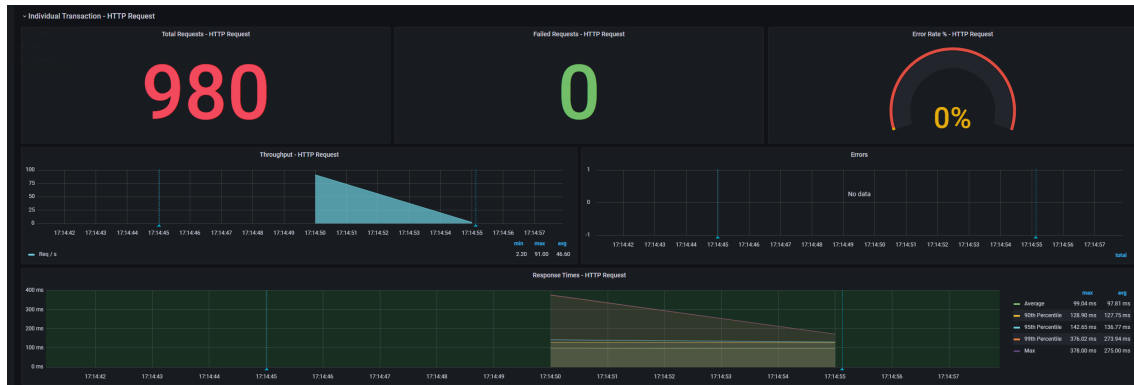 Individual Transaction - HTTP Request
Total Requests - HTTP Request
Failed Requests - HTTP Request
Error Rate % - HTTP Request
980
0
0%
Throughput - HTTP Request
100
75
50
25
0
17:14:42 17:14:43 17:14:44 17:14:45 17:14:46 17:14:47 17:14:48 17:14:49 17:14:50 17:14:51 17:14:52 17:14:53 17:14:54 17:14:55 17:14:56 17:14:57
min max avg
Req / s 2.20 91.00 46.60
Errors
1
0
-1
No data
17:14:42 17:14:43 17:14:44 17:14:45 17:14:46 17:14:47 17:14:48 17:14:49 17:14:50 17:14:51 17:14:52 17:14:53 17:14:54 17:14:55 17:14:56 17:14:57
total
Response Times - HTTP Request
400 ms
300 ms
200 ms
100 ms
0 ms
17:14:42 17:14:43 17:14:44 17:14:45 17:14:46 17:14:47 17:14:48 17:14:49 17:14:50 17:14:51 17:14:52 17:14:53 17:14:54 17:14:55 17:14:56 17:14:57
max avg
Average 99.04 ms 97.81 ms
90th Percentile 128.90 ms 127.75 ms
95th Percentile 142.65 ms 136.77 ms
99th Percentile 376.02 ms 273.94 ms
Max 378.00 ms 275.00 ms